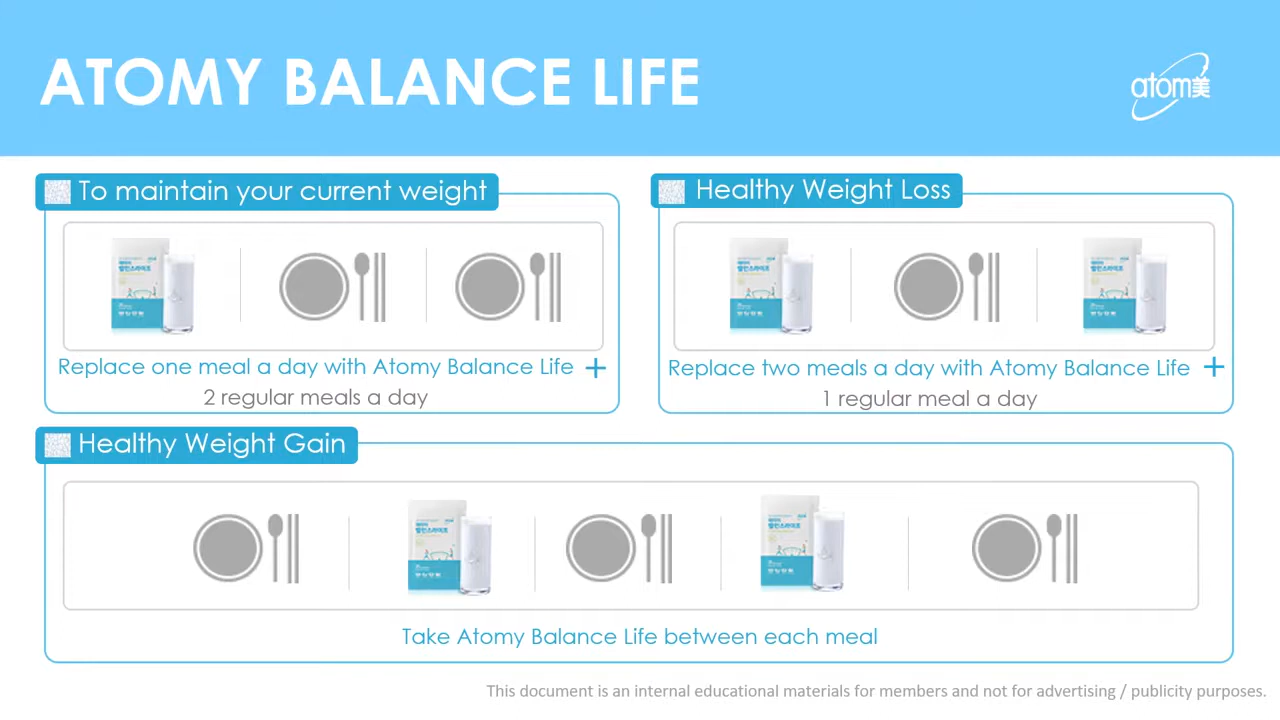 ATOMY BALANCE LIFE
atom美
To maintain your current weight
Replace one meal a day with Atomy Balance Life +
2 regular meals a day
Healthy Weight Loss
Replace two meals a day with Atomy Balance Life +
1 regular meal a day
Healthy Weight Gain
Take Atomy Balance Life between each meal
This document is an internal educational materials for members and not for advertising / publicity purposes.